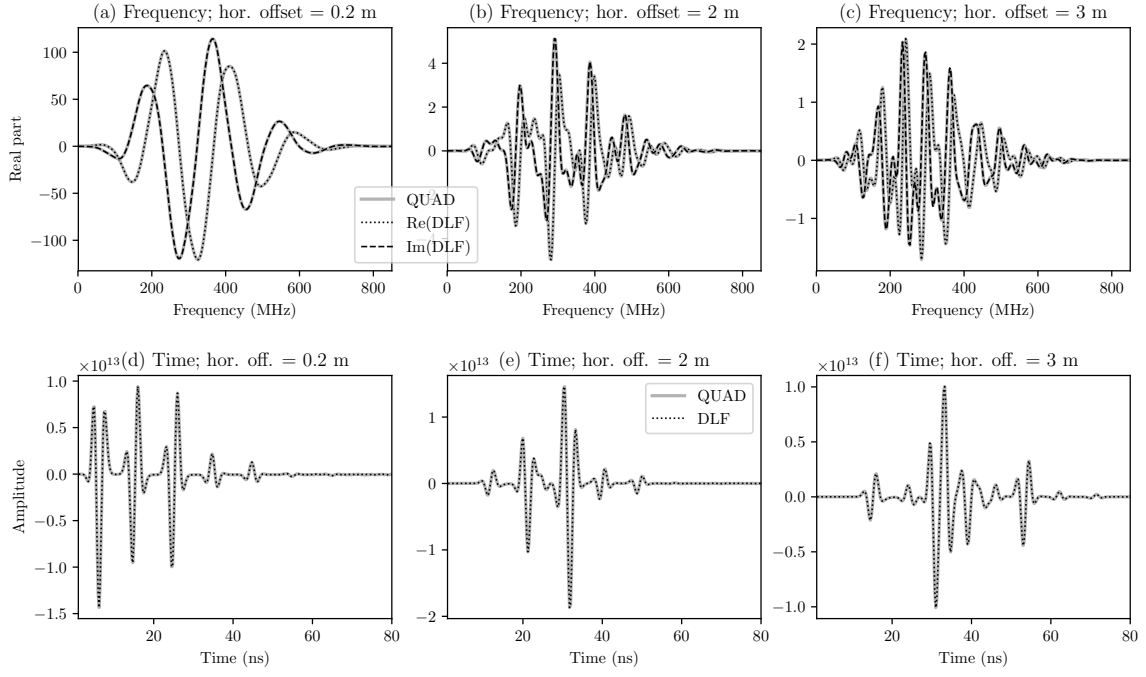 (a) Frequency; hor. offset = 0.2 m
(b) Frequency; hor. offset = 2 m
(c) Frequency; hor. offset = 3 m
Real part
100
50
0
−50
−100
4
2
0
2
1
0
−1
QUAD
Re(DLF)
Im(DLF)
0 200 400 600 800
0 200 400 600 800
0 200 400 600 800
Frequency (MHz)
Frequency (MHz)
Frequency (MHz)
×10¹³
(d) Time; hor. off. = 0.2 m
×10¹³
(e) Time; hor. off. = 2 m
×10¹³
(f) Time; hor. off. = 3 m
Amplitude
1.0
0.5
0.0
−0.5
−1.0
−1.5
1
0
−1
−2
QUAD
DLF
1.0
0.5
0.0
−0.5
−1.0
20 40 60 80
20 40 60 80
20 40 60 80
Time (ns)
Time (ns)
Time (ns)